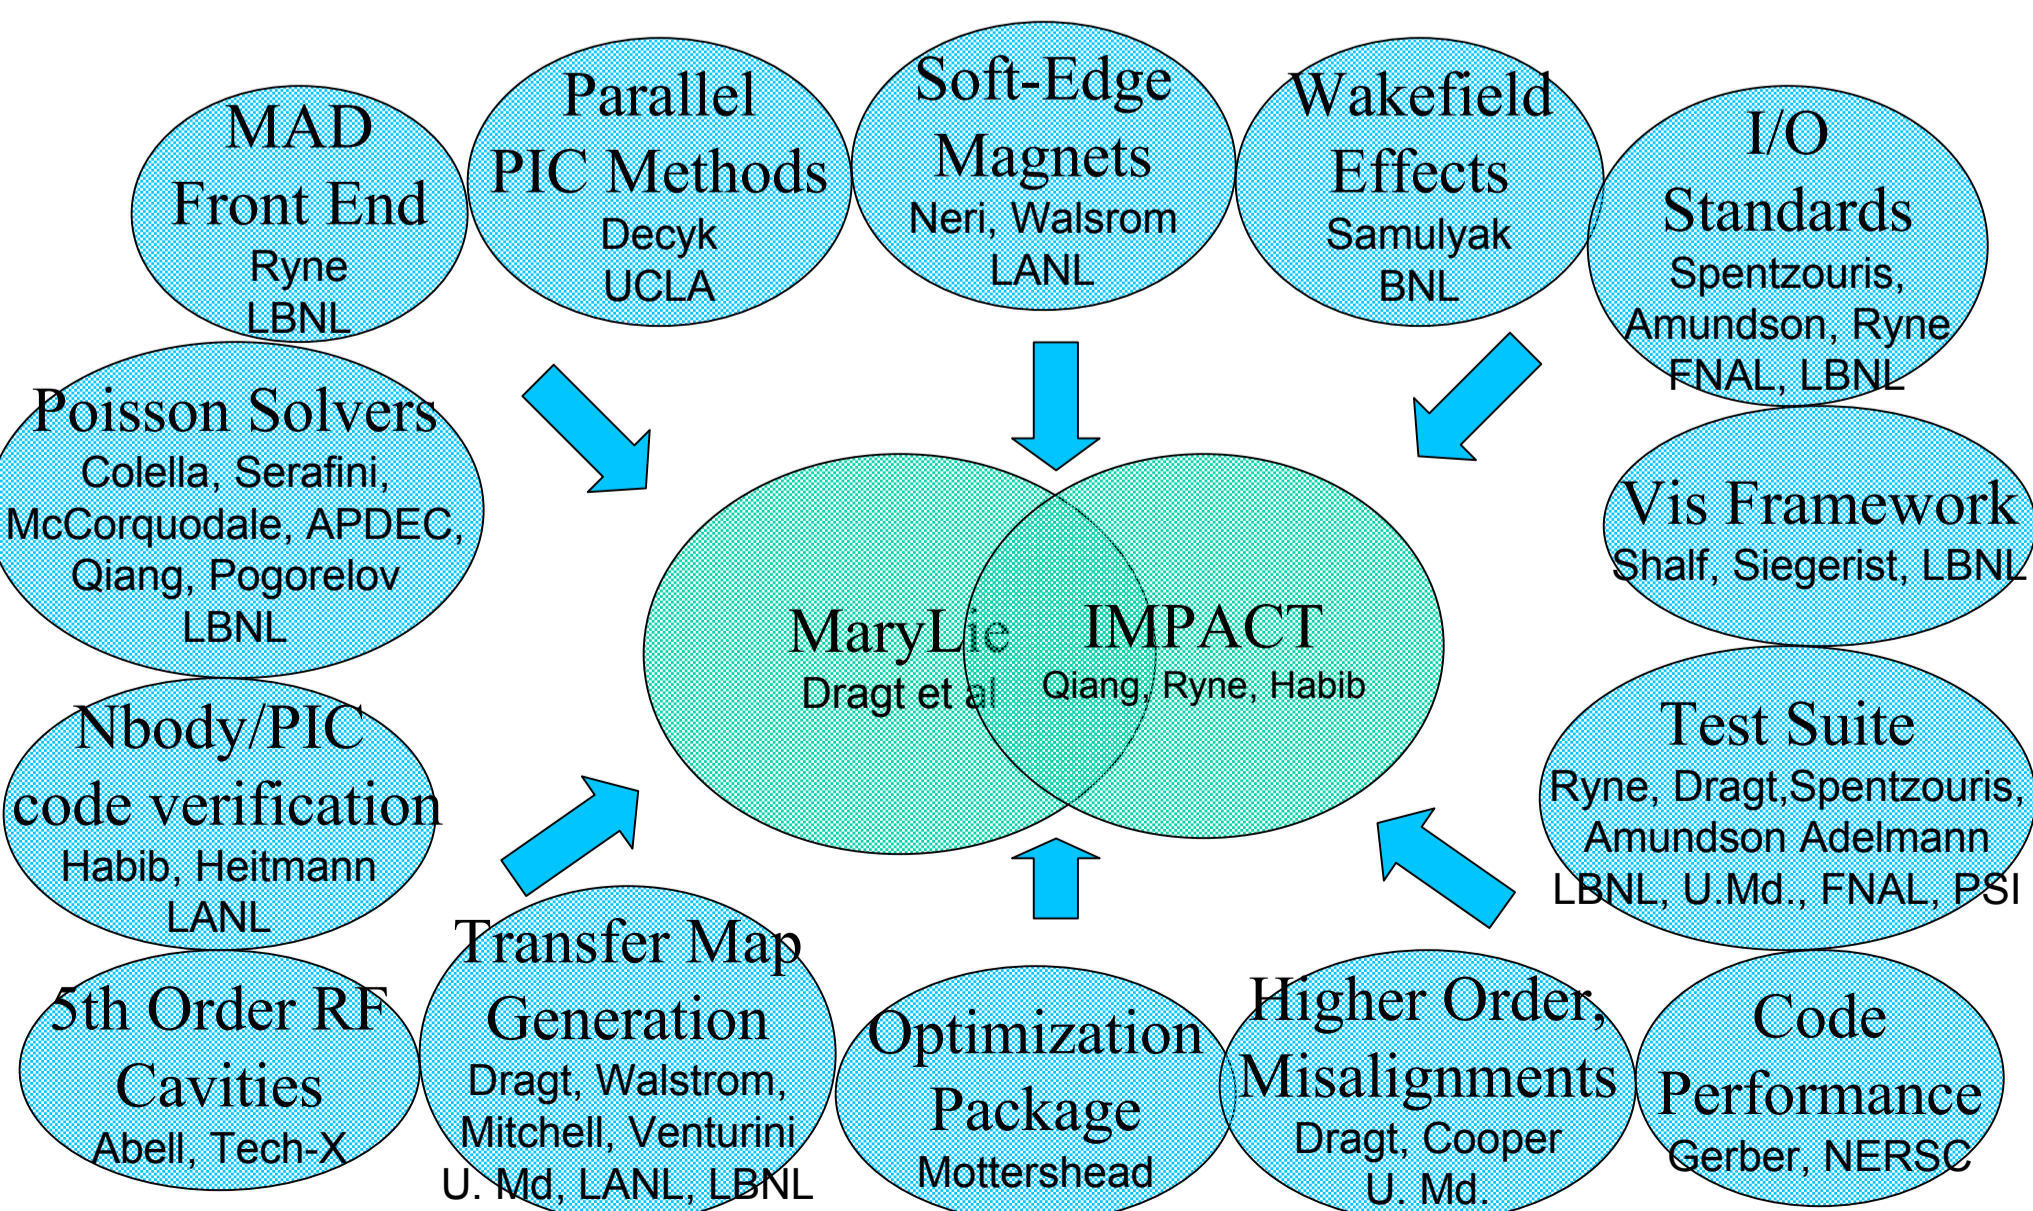 MAD
Front End
Ryne
LBNL
Parallel
PIC Methods
Decyk
UCLA
Soft-Edge
Magnets
Neri, Walsrom
LANL
Wakefield
Effects
Samulyak
BNL
I/O
Standards
Spentzouris,
Amundson, Ryne
FNAL, LBNL
Poisson Solvers
Colella, Serafini,
McCorquodale, APDEC,
Qiang, Pogorelov
LBNL
Vis Framework
Shalf, Siegerist, LBNL
MaryLie
Dragt et al
IMPACT
Qiang, Ryne, Habib
Nbody/PIC
code verification
Habib, Heitmann
LANL
Test Suite
Ryne, Dragt,Spentzouris,
Amundson Adelmann
LBNL, U.Md., FNAL, PSI
5th Order RF
Cavities
Abell, Tech-X
Transfer Map
Generation
Dragt, Walstrom,
Mitchell, Venturini
U. Md, LANL, LBNL
Optimization
Package
Mottershead
Higher Order,
Misalignments
Dragt, Cooper
U. Md.
Code
Performance
Gerber, NERSC